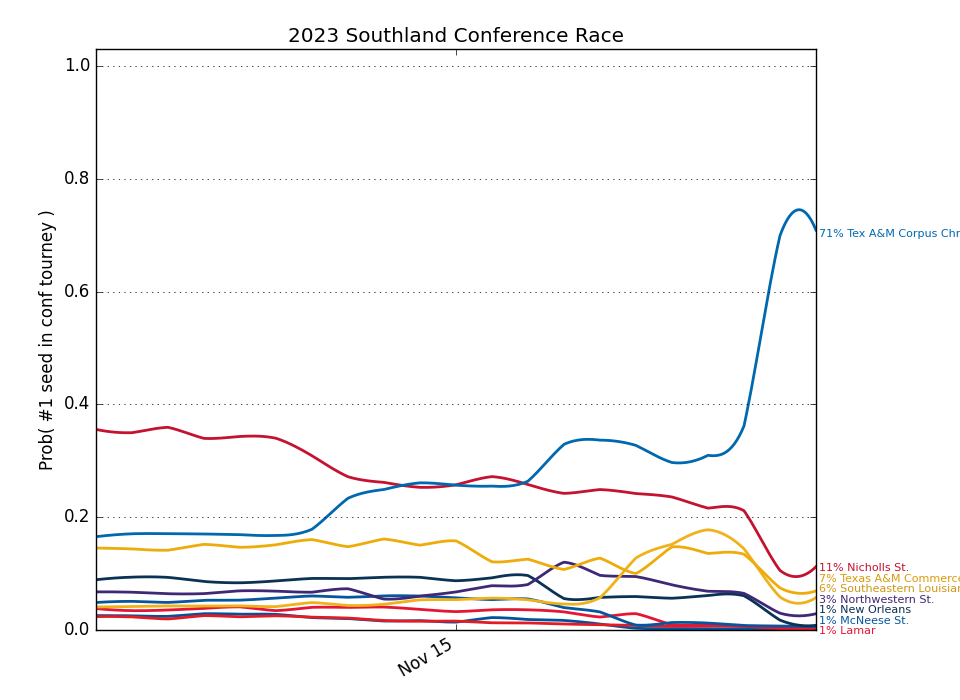 2023 Southland Conference Race
Prob( #1 seed in conf tourney )
1.0
0.8
0.6
0.4
0.2
0.0
Nov 15
71% Tex A&M Corpus Chr
11% Nicholls St.
7% Texas A&M Commerce
6% Southeastern Louisian
3% Northwestern St.
1% New Orleans
1% McNeese St.
1% Lamar